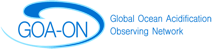 GOA-ON
Global Ocean Acidification
Observing Network